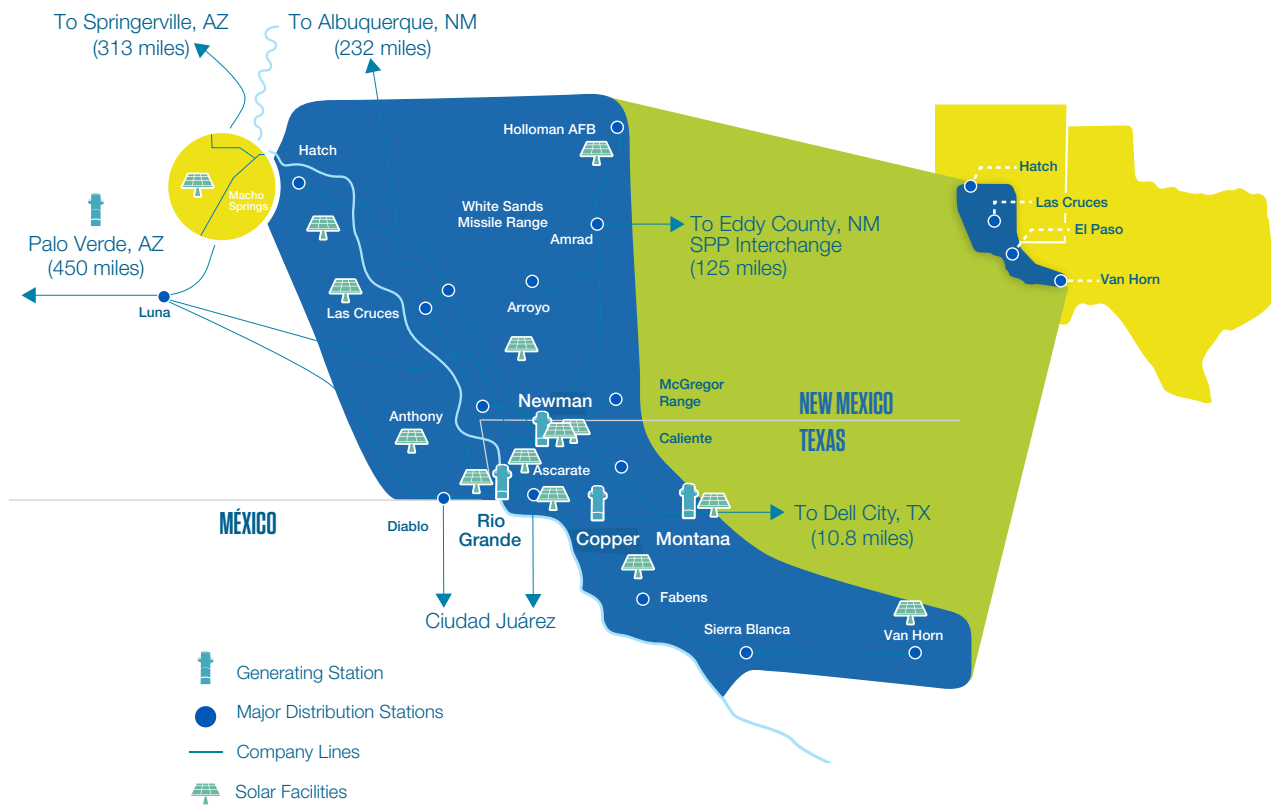 To Springerville, AZ
(313 miles)
To Albuquerque, NM
(232 miles)
Holloman AFB
Hatch
Hatch
Macho
Springs
Las Cruces
White Sands
Missile Range
Amrad
To Eddy County, NM
SPP Interchange
(125 miles)
El Paso
Palo Verde, AZ
(450 miles)
Van Horn
Luna
Las Cruces
Arroyo
McGregor
Range
NEW MEXICO
Newman
Anthony
Caliente
TEXAS
Ascarate
MÉXICO
Diablo
Rio
Grande
Copper
Montana
To Dell City, TX
(10.8 miles)
Fabens
Ciudad Juárez
Sierra Blanca
Van Horn
Generating Station
Major Distribution Stations
Company Lines
Solar Facilities